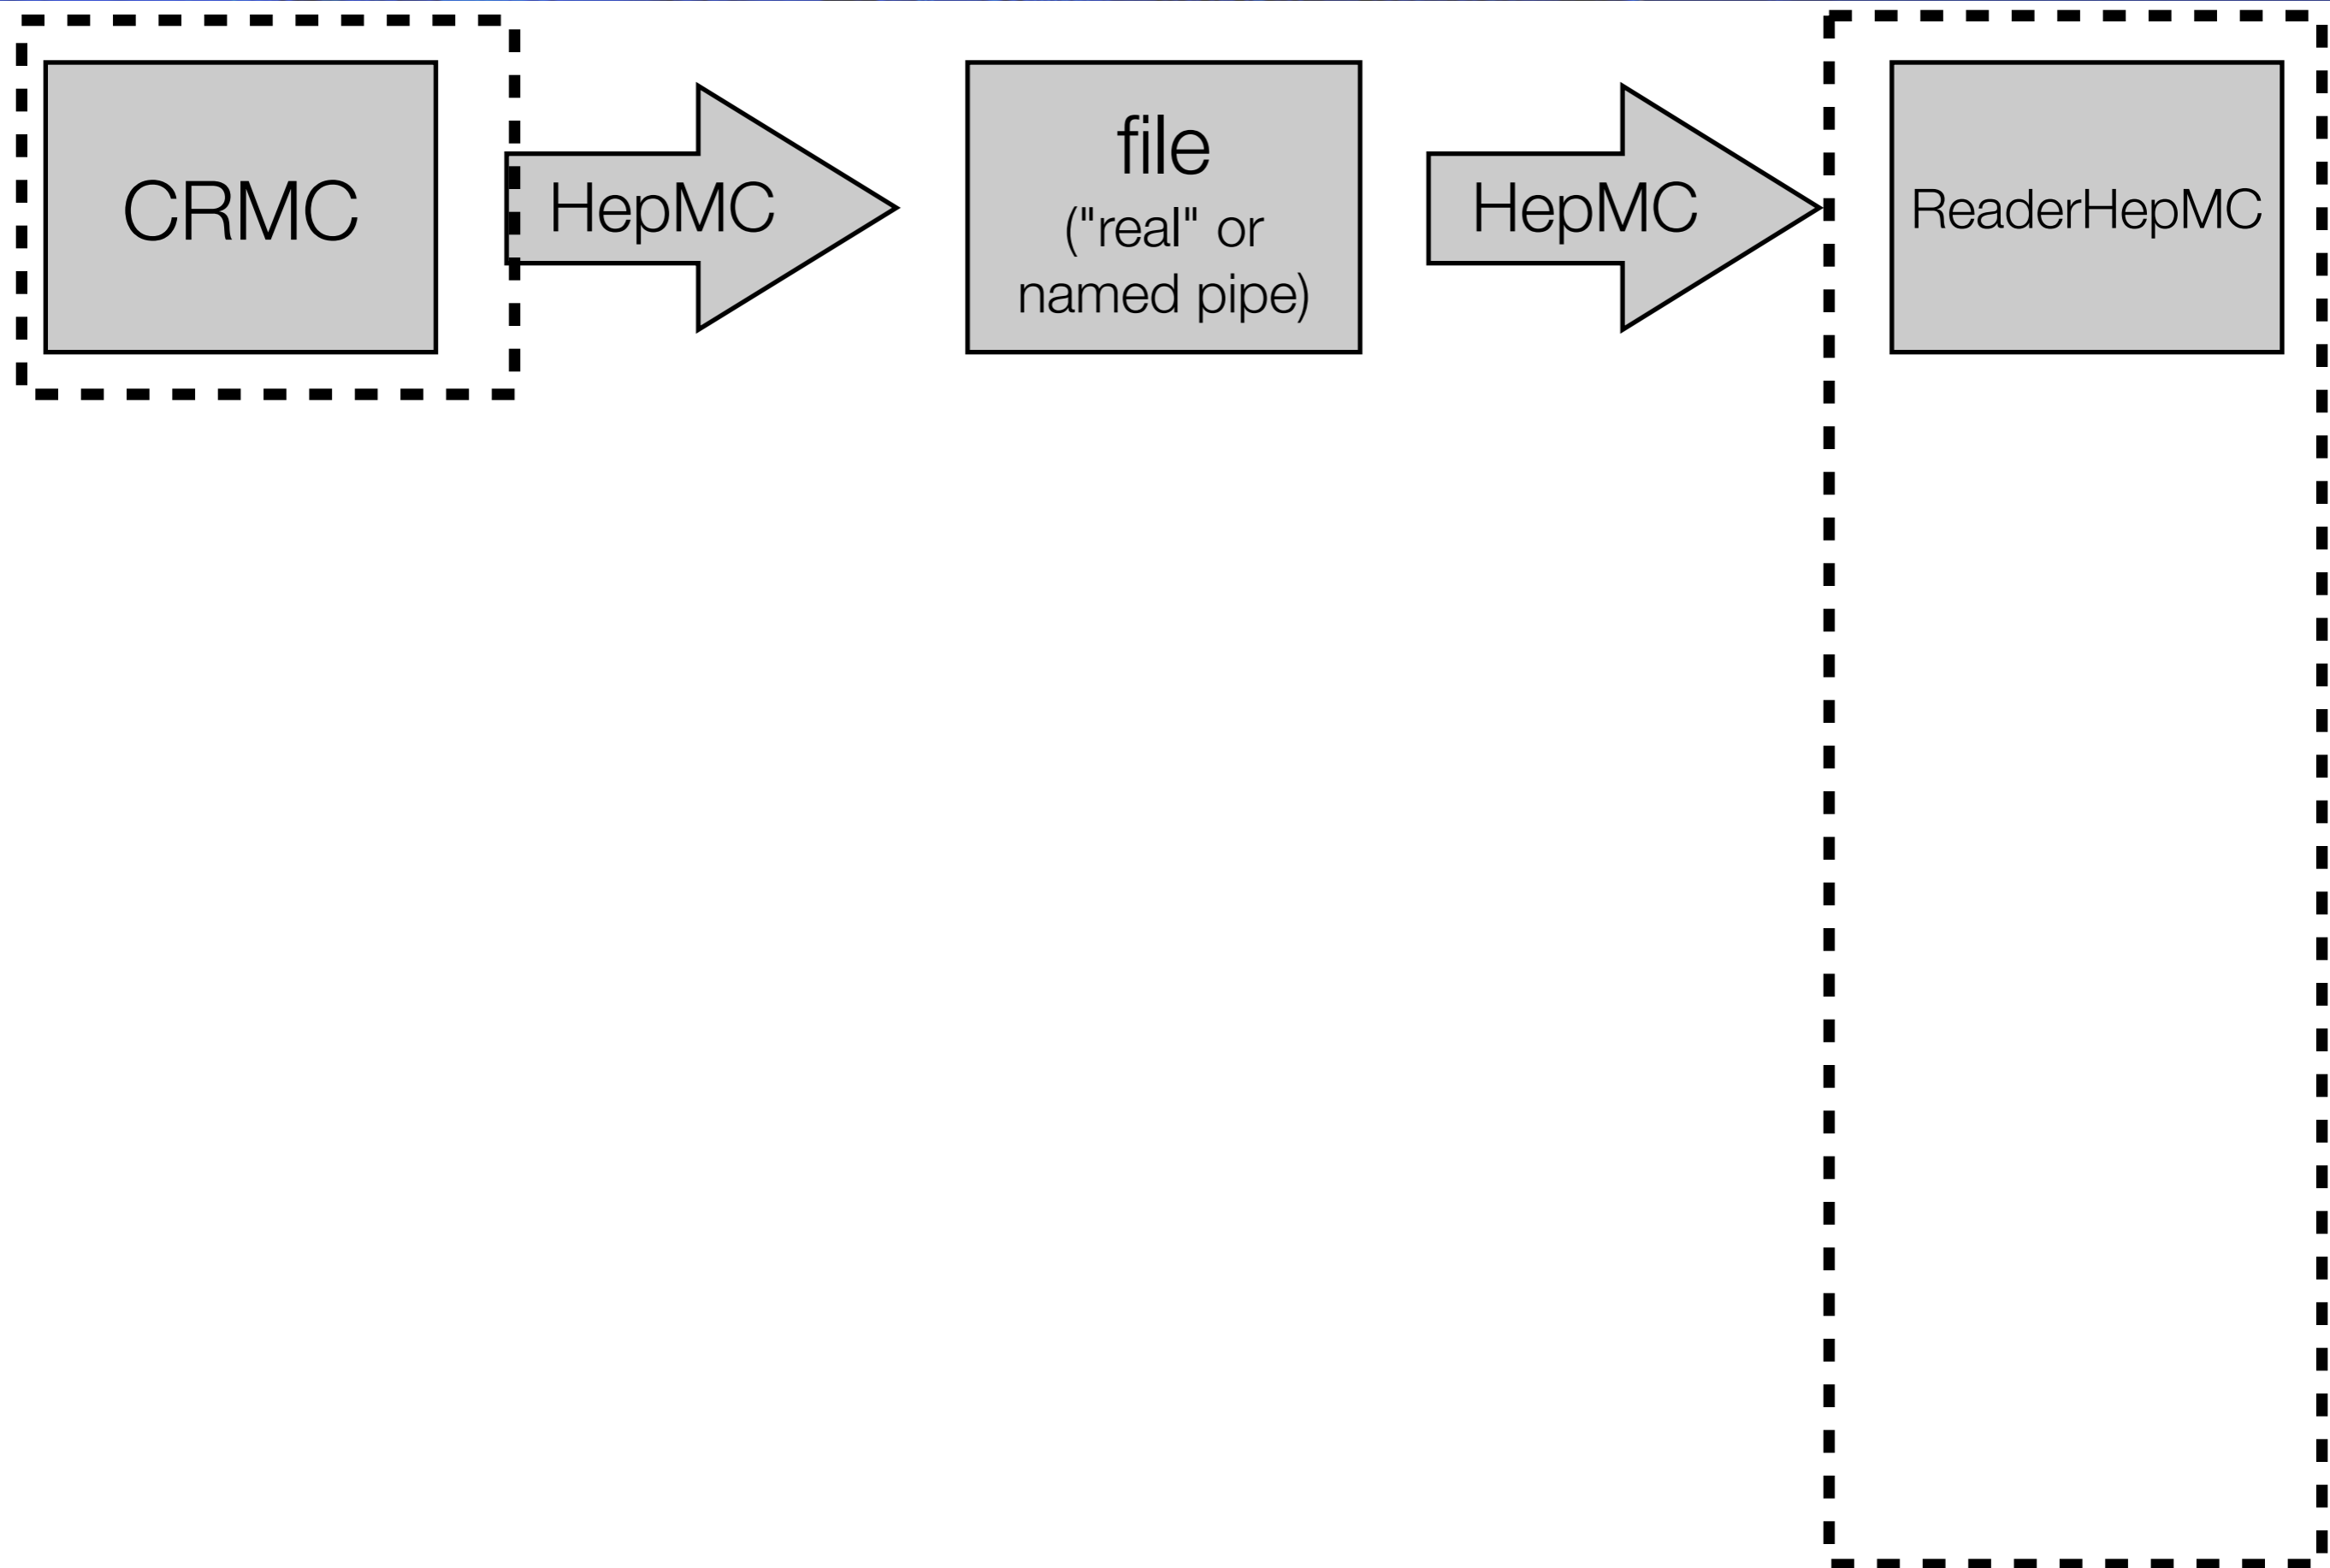 CRMC
HepMC
file
("real" or
named pipe)
HepMC
ReaderHepMC